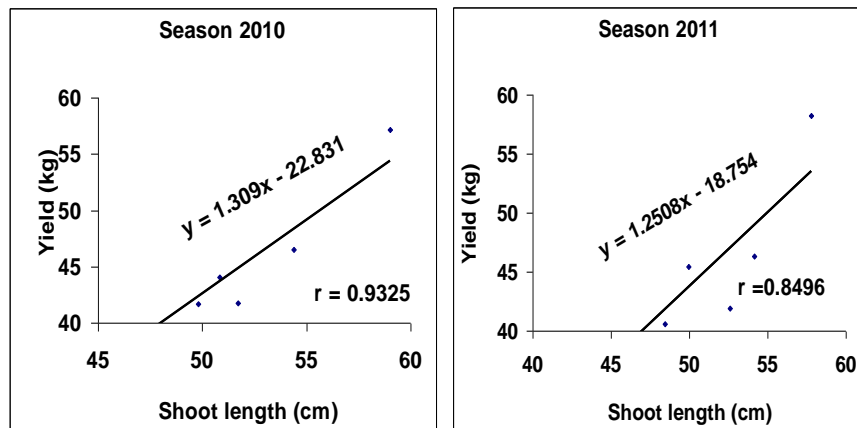 Season 2010
60
55
50
45
40
Yield (kg)
y = 1.309x - 22.831
r = 0.9325
45 50 55 60
Shoot length (cm)
Season 2011
60
55
50
45
40
Yield (kg)
y = 1.2508x - 18.754
r =0.8496
40 45 50 55 60
Shoot length (cm)